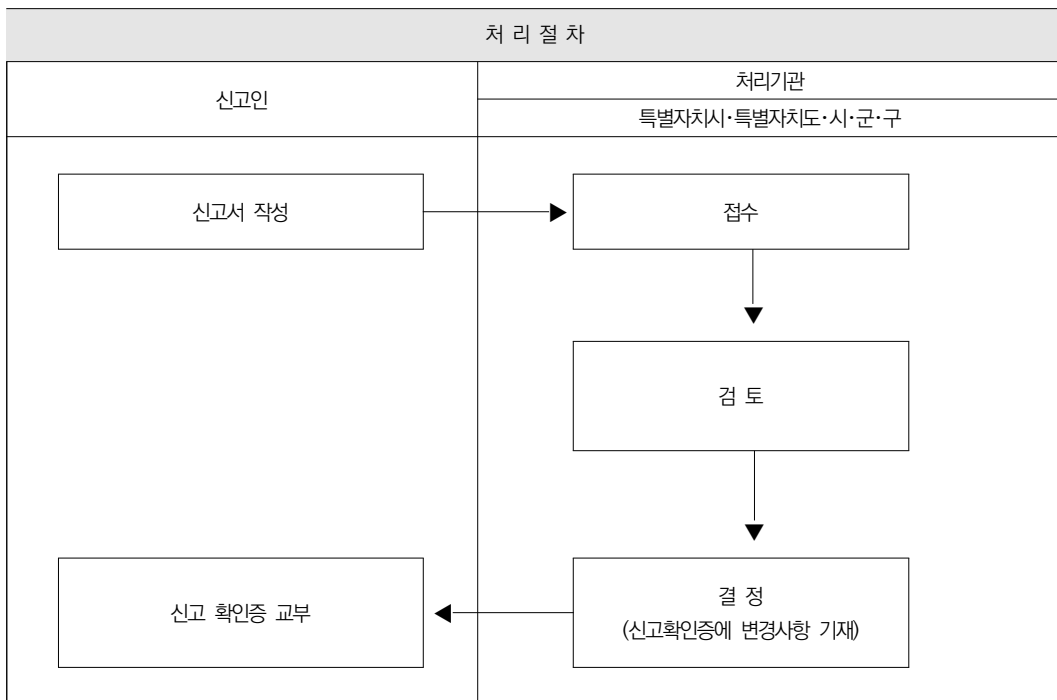 처 리 절 차
신고인
처리기관
특별자치시·특별자치도·시·군·구
신고서 작성
접수
검 토
신고 확인증 교부
결 정
(신고확인증에 변경사항 기재)